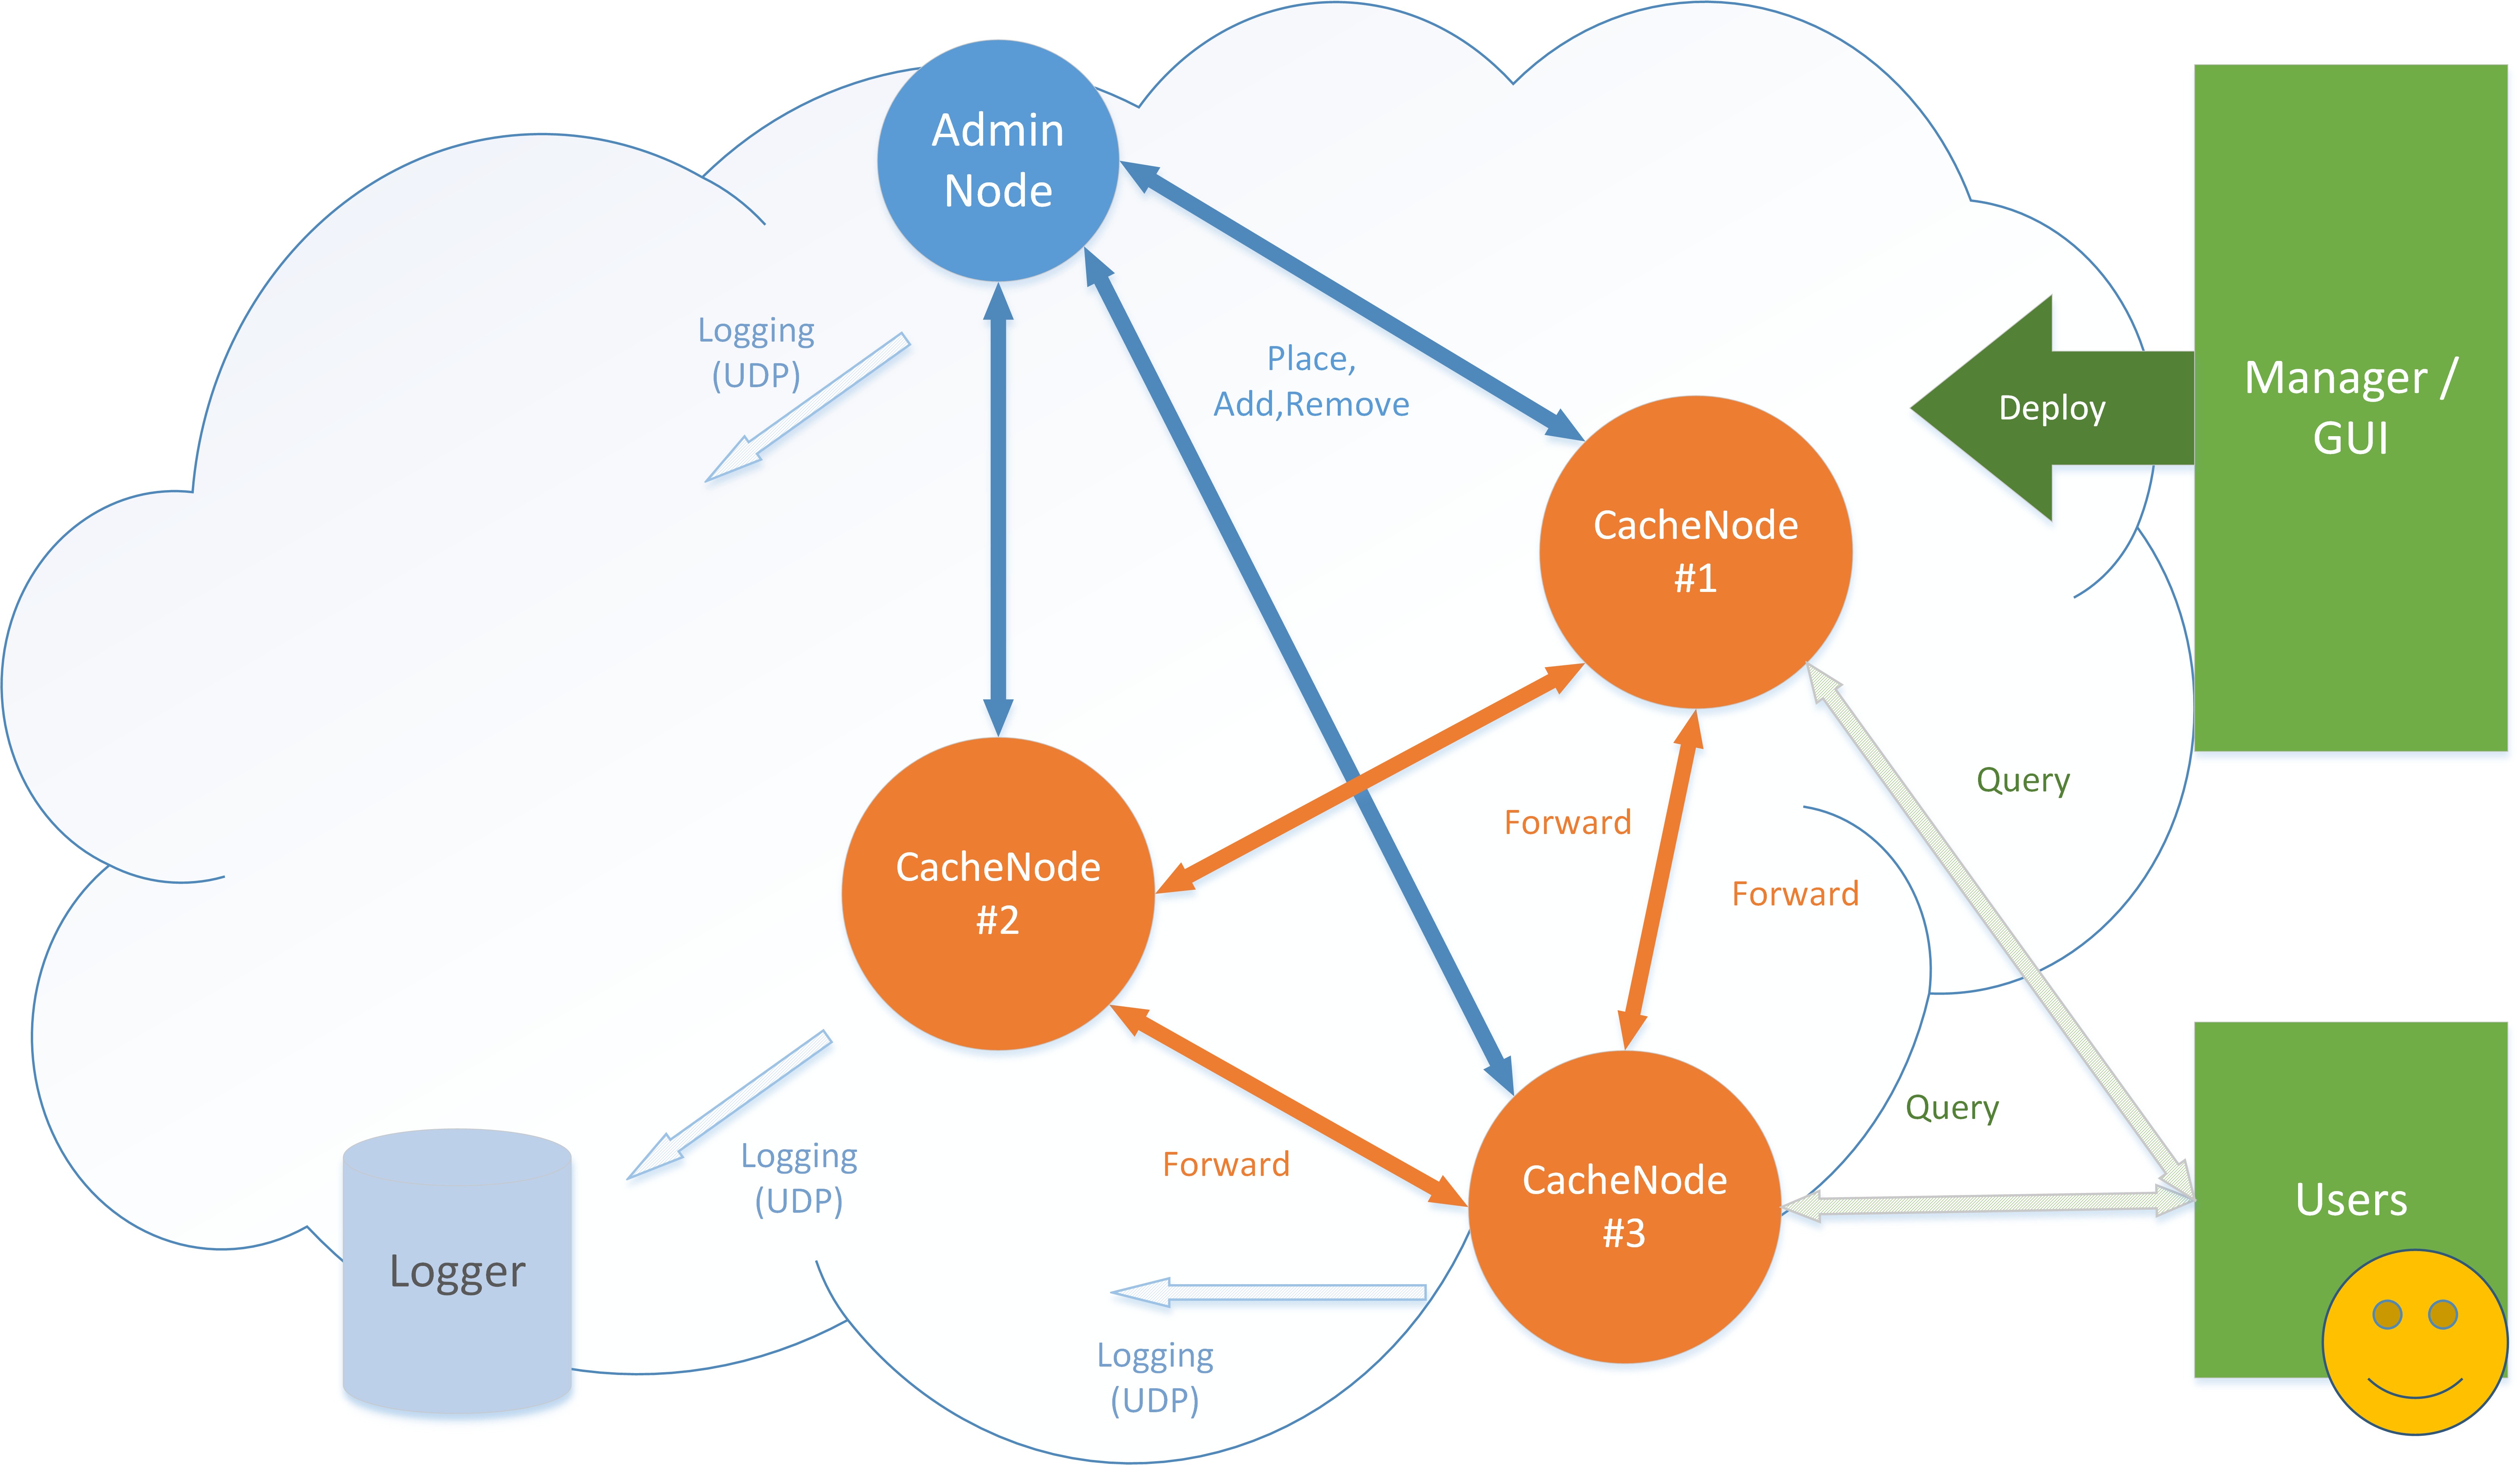 Admin
Node
Logging
(UDP)
Place,
Add,Remove
Deploy
Manager /
GUI
CacheNode
#1
Query
Forward
Forward
CacheNode
#2
Query
Logging
(UDP)
Forward
CacheNode
#3
Users
Logger
Logging
(UDP)